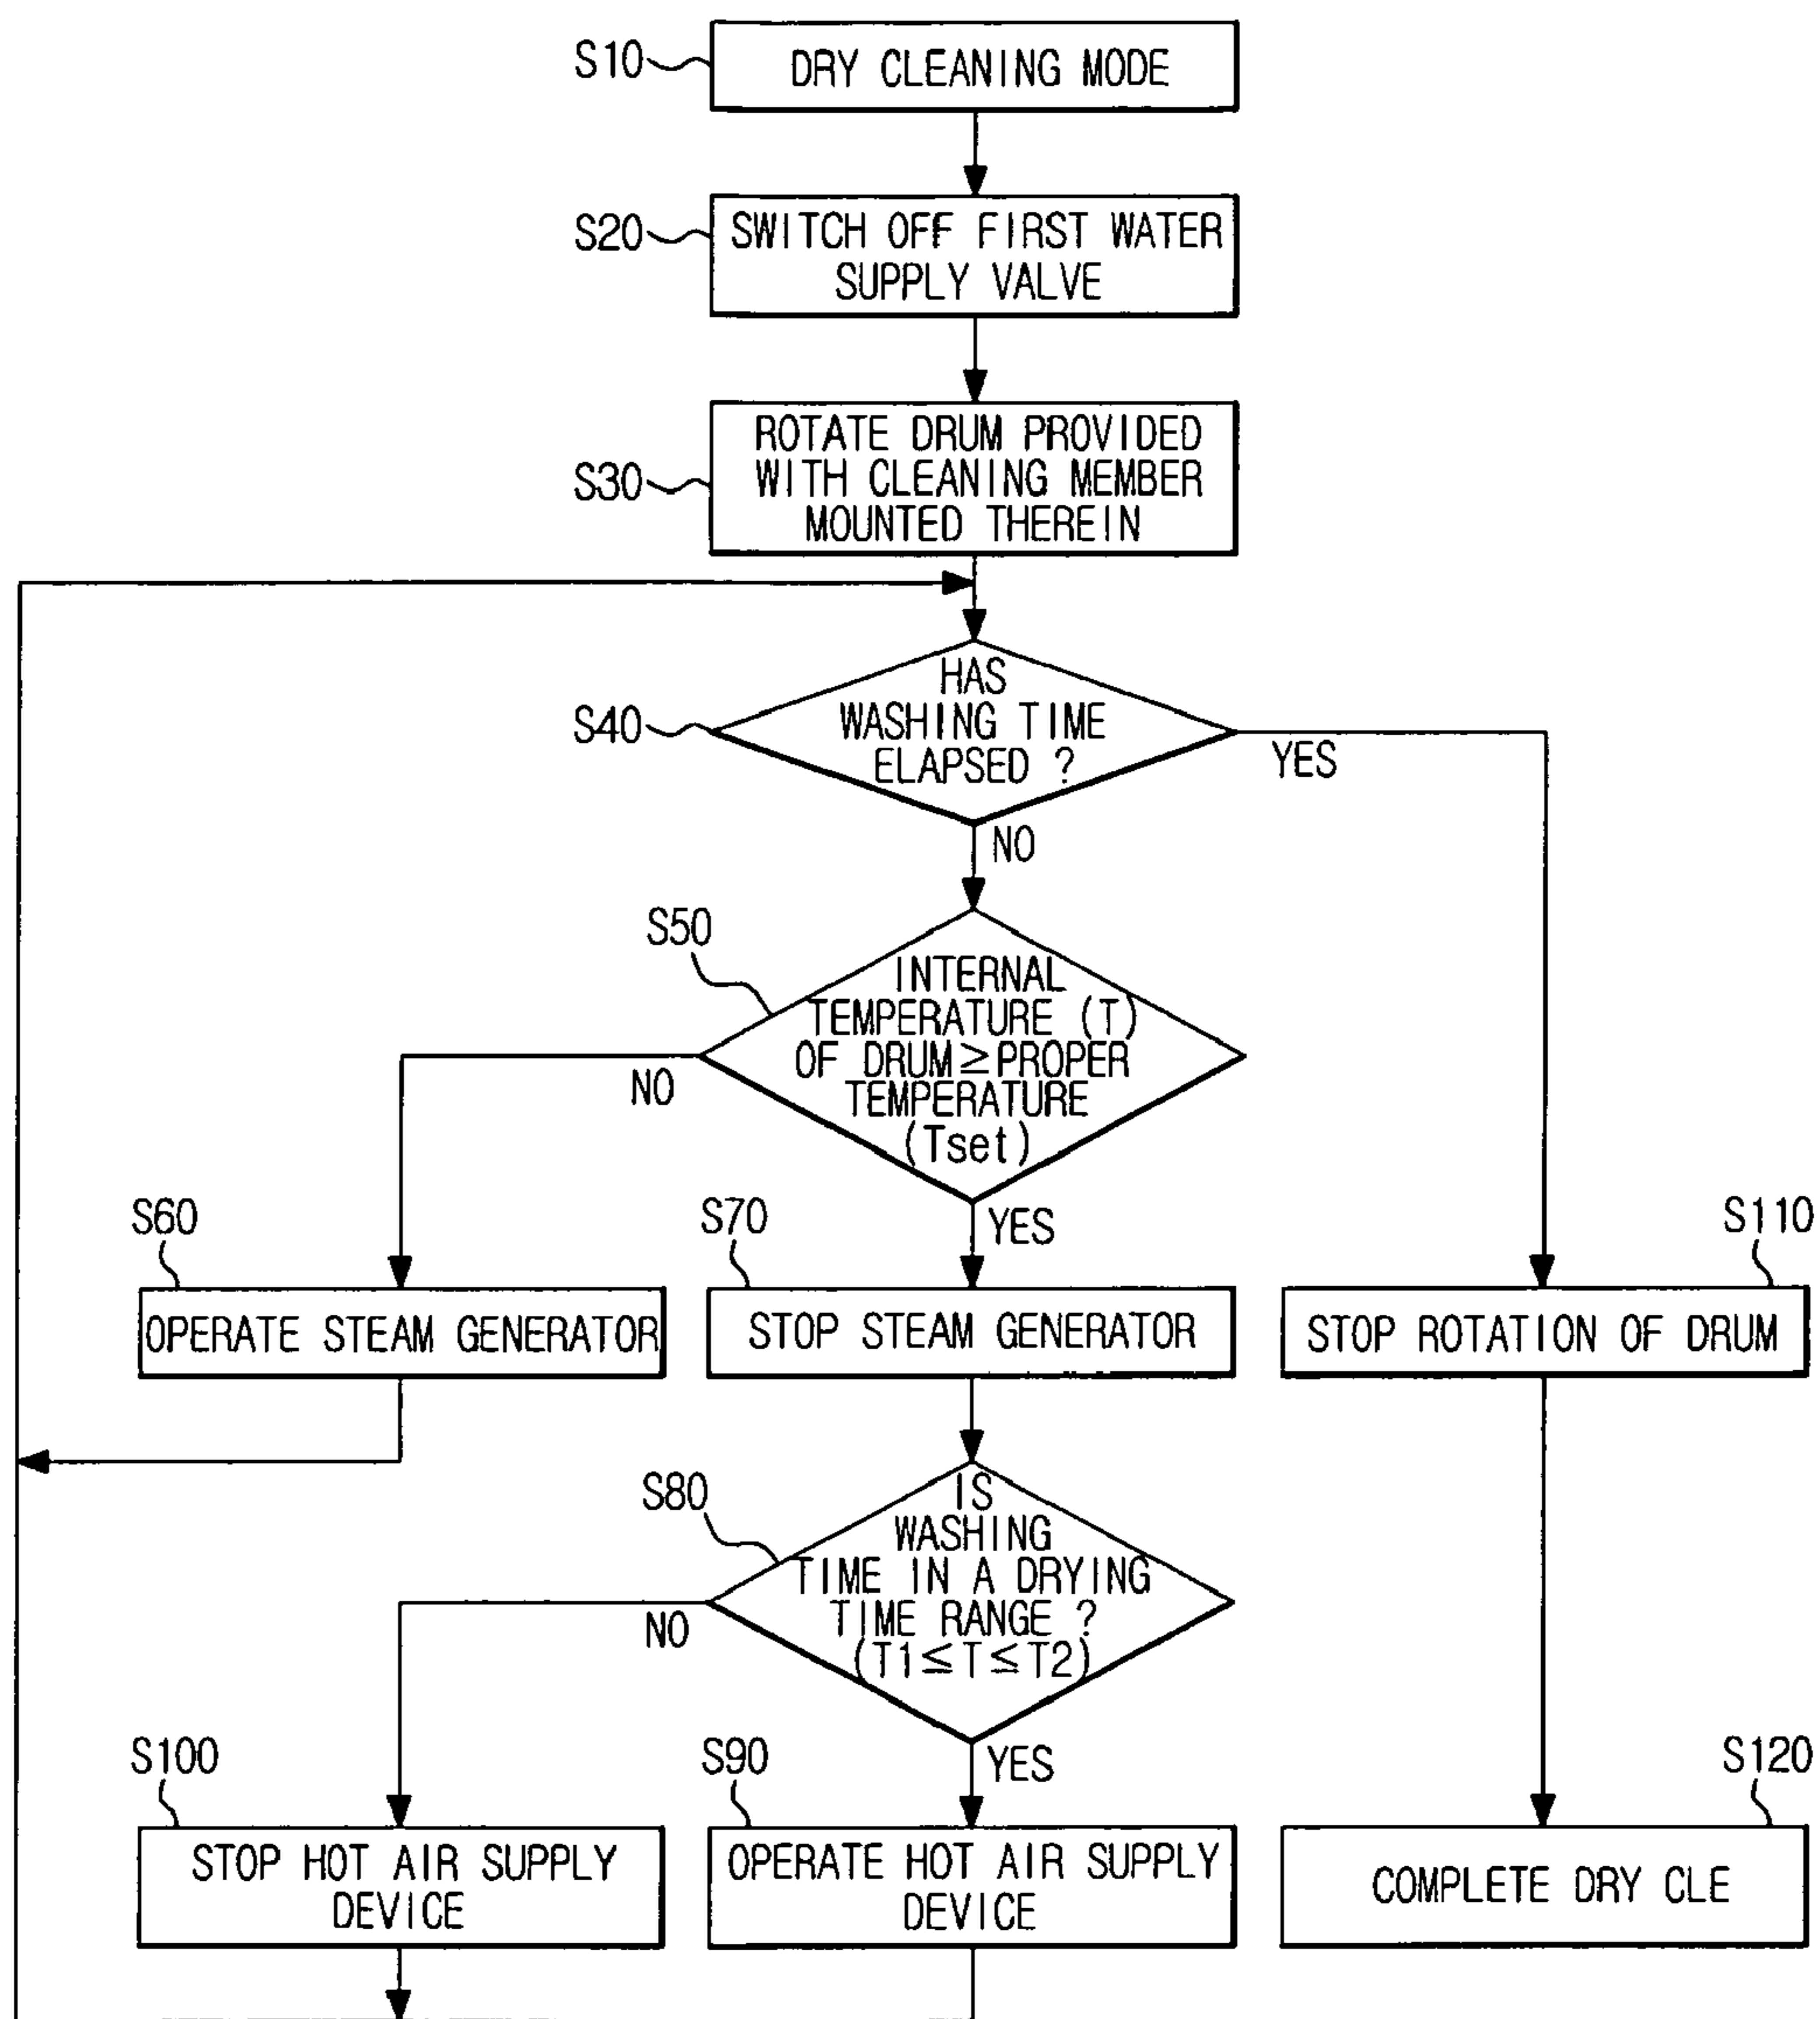 S10
DRY CLEANING MODE
S20
SWITCH OFF FIRST WATER
SUPPLY VALVE
S30
ROTATE DRUM PROVIDED
WITH CLEANING MEMBER
MOUNTED THEREIN
S40
HAS
WASHING TIME
ELAPSED ?
YES
NO
S50
INTERNAL
TEMPERATURE (T)
OF DRUM≥PROPER
TEMPERATURE
(Tset)
NO
YES
S60
OPERATE STEAM GENERATOR
S70
STOP STEAM GENERATOR
S110
STOP ROTATION OF DRUM
S80
IS
WASHING
TIME IN A DRYING
TIME RANGE ?
(T1≤T≤T2)
NO
YES
S100
STOP HOT AIR SUPPLY
DEVICE
S90
OPERATE HOT AIR SUPPLY
DEVICE
S120
COMPLETE DRY CLE